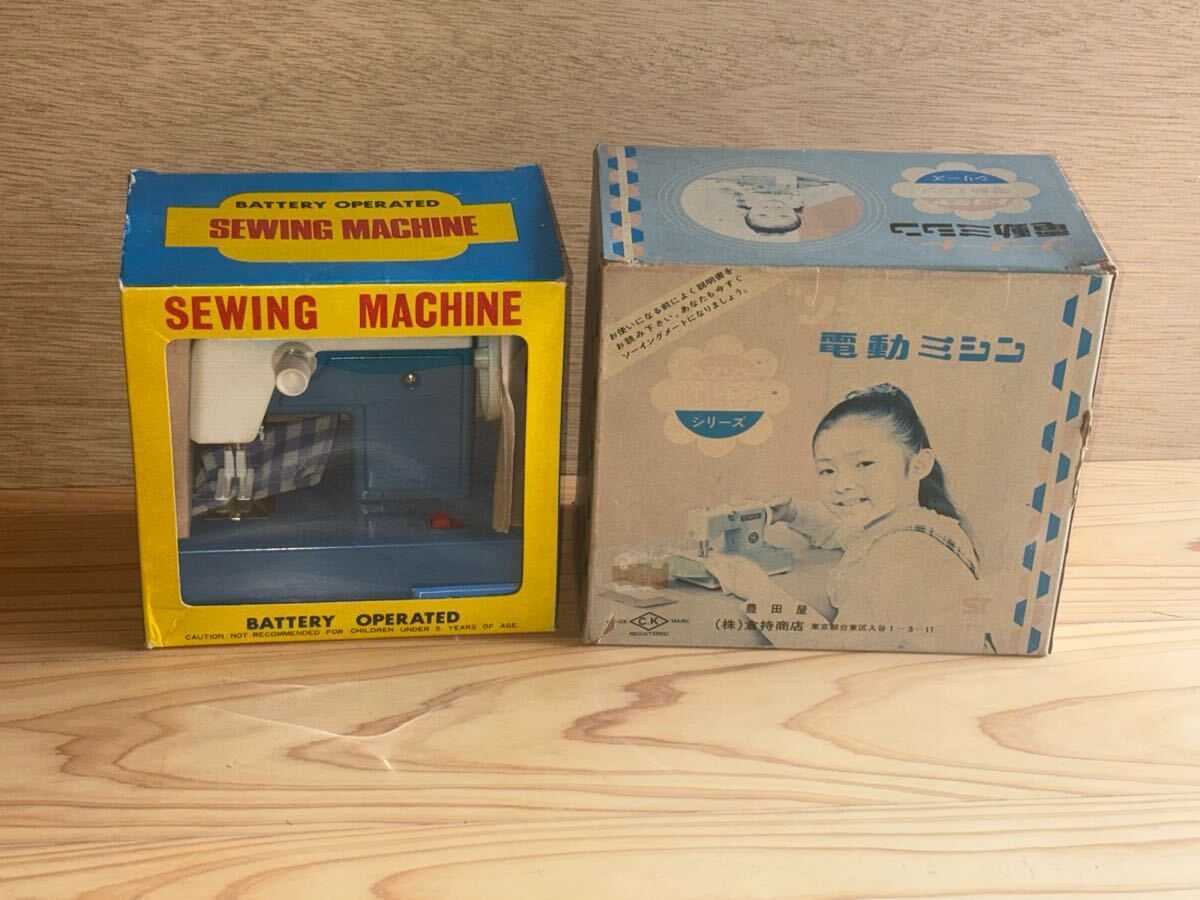 BATTERY OPERATED
SEWING MACHINE
SEWING MACHINE
BATTERY OPERATED
CAUTION: NOT RECOMMENDED FOR CHILDREN UNDER 5 YEARS OF AGE.
シリーズ
電動ミシン
お使いになる前によく説明書を
お読み下さい。あなたも今すぐ
ソーイングメートになりましょう。
電動ミシン
シリーズ
豊田屋
(株)倉持商店 東京都台東区入谷1-3-11
C.K MARK
REGISTERED
ST